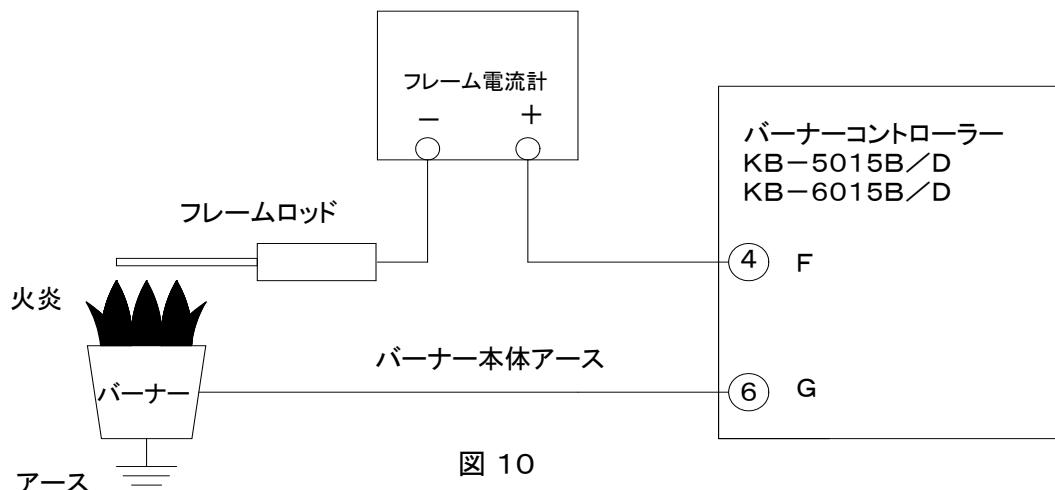 フレーム電流計
－ ＋
バーナーコントローラー
KB－5015B／D
KB－6015B／D
フレームロッド
④ F
火炎
バーナー本体アース
バーナー
⑥ G
図 10
アース